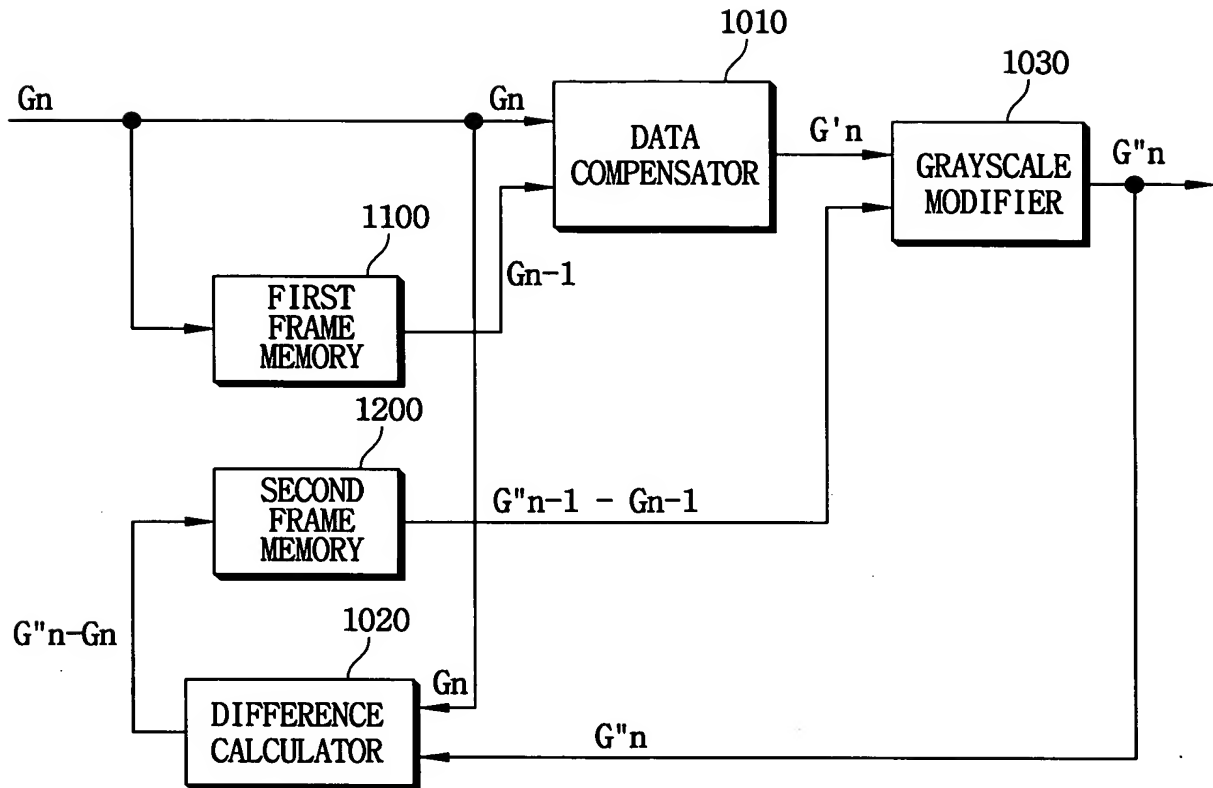 1010
1030
Gn
Gn
DATA
COMPENSATOR
G'n
GRAYSCALE
MODIFIER
G"n
1100
FIRST
FRAME
MEMORY
Gn-1
1200
SECOND
FRAME
MEMORY
G"n-1 - Gn-1
G"n-Gn
1020
Gn
DIFFERENCE
CALCULATOR
G"n